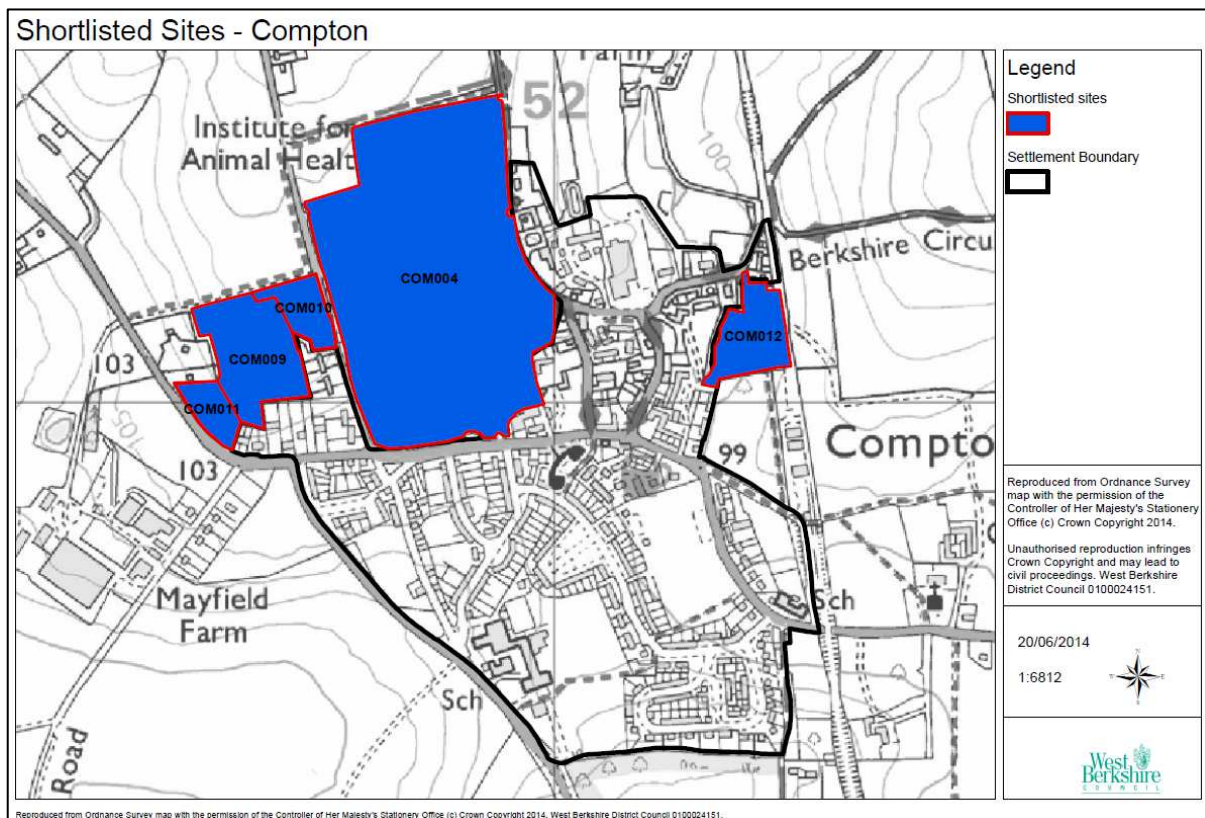 Shortlisted Sites - Compton
Farm
52
Institute for
Animal Healt
100
COM004
Berkshire Circu
COM010
COM009
COM012
COM011
103
105
103
99
Compto
Mayfield
Farm
Sch
Sch
Road
Legend
Shortlisted sites
Settlement Boundary
Reproduced from Ordnance Survey
map with the permission of the
Controller of Her Majesty's Stationery
Office (c) Crown Copyright 2014.
Unauthorised reproduction infringes
Crown Copyright and may lead to
civil proceedings. West Berkshire
District Council 0100024151.
20/06/2014
1:6812
West
Berkshire
COUNCIL
Reproduced from Ordnance Survey map with the permission of the Controller of Her Majesty's Stationery Office (c) Crown Copyright 2014. West Berkshire District Council 0100024151.